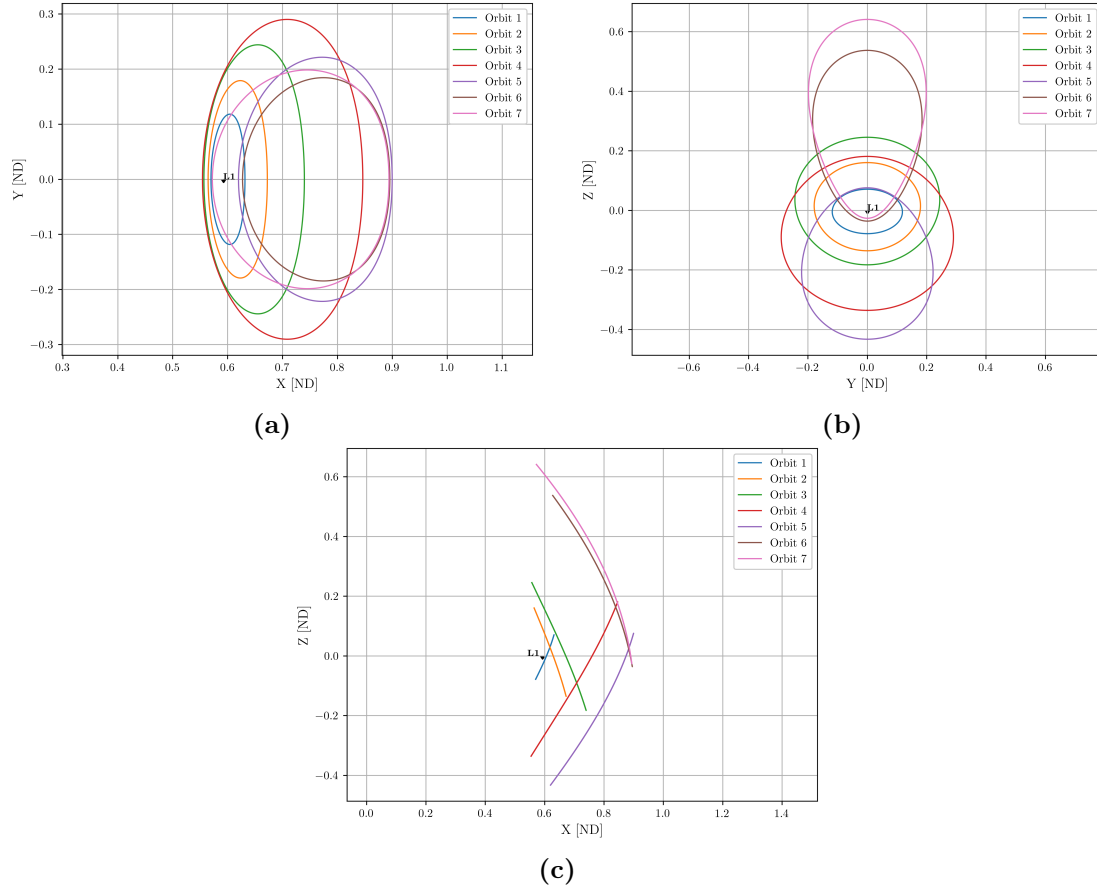 0.3
0.2
0.1
0.0
−0.1
−0.2
−0.3
Y [ND]
0.3
0.4
0.5
0.6
0.7
0.8
0.9
1.0
1.1
X [ND]
L1
Orbit 1
Orbit 2
Orbit 3
Orbit 4
Orbit 5
Orbit 6
Orbit 7
(a)
0.6
0.4
0.2
0.0
−0.2
−0.4
Z [ND]
−0.6
−0.4
−0.2
0.0
0.2
0.4
0.6
Y [ND]
L1
Orbit 1
Orbit 2
Orbit 3
Orbit 4
Orbit 5
Orbit 6
Orbit 7
(b)
0.6
0.4
0.2
0.0
−0.2
−0.4
Z [ND]
0.0
0.2
0.4
0.6
0.8
1.0
1.2
1.4
X [ND]
L1
Orbit 1
Orbit 2
Orbit 3
Orbit 4
Orbit 5
Orbit 6
Orbit 7
(c)